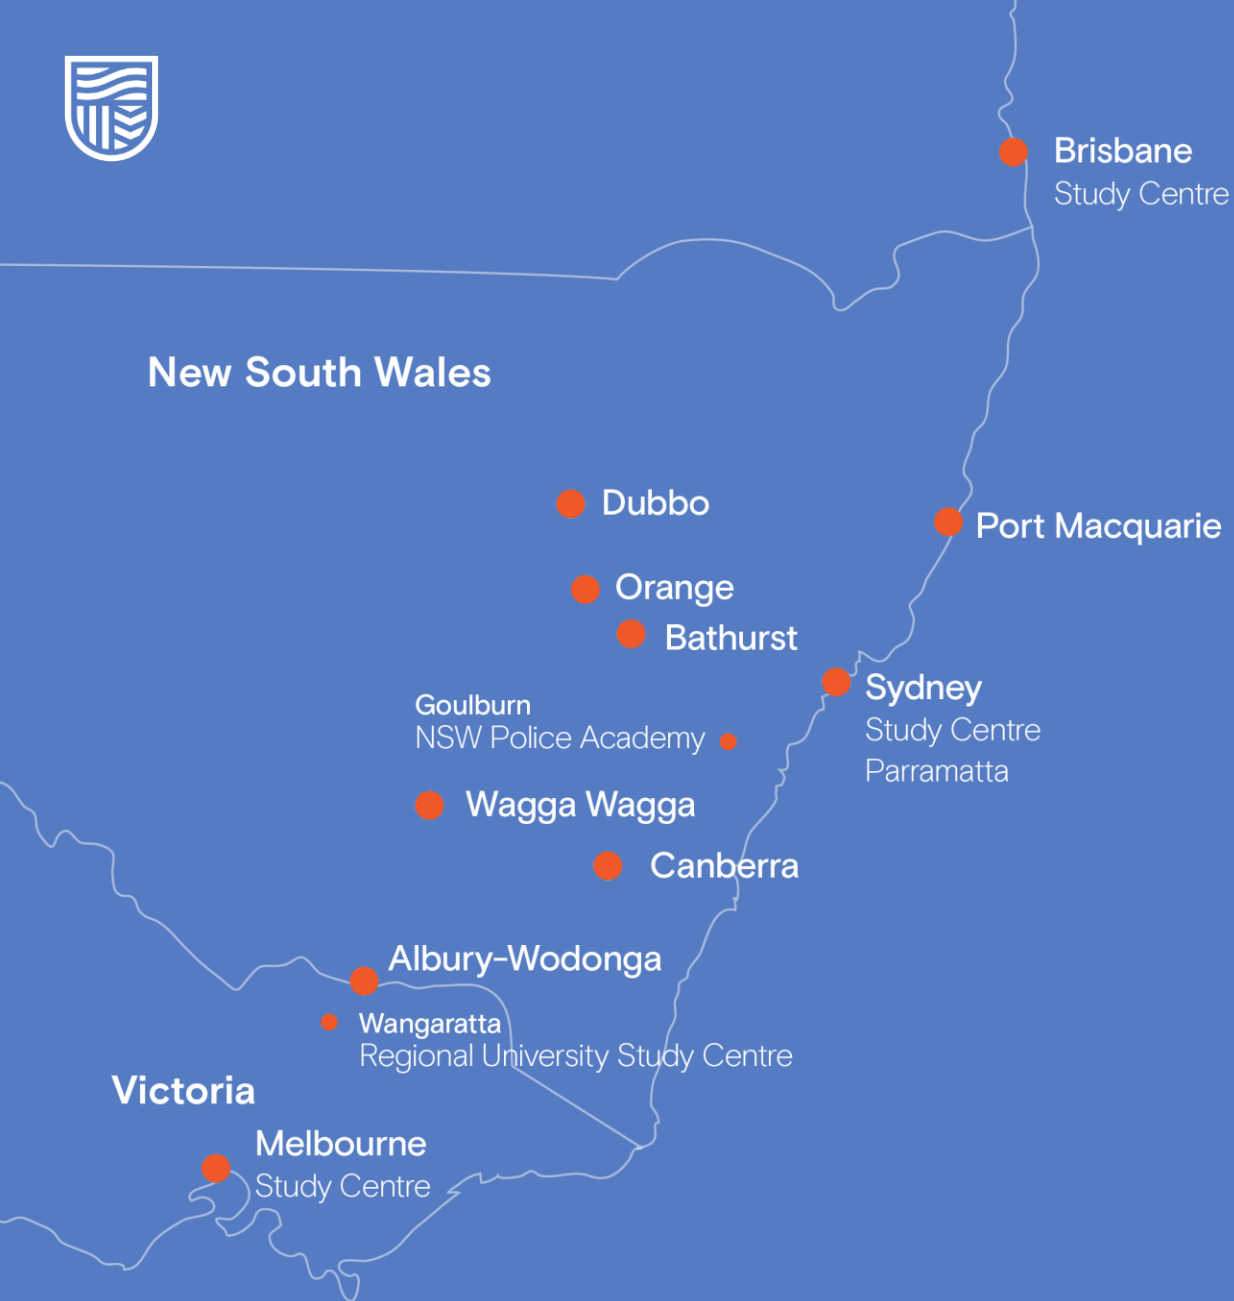 Brisbane
Study Centre
New South Wales
Dubbo
Port Macquarie
Orange
Bathurst
Sydney
Study Centre
Parramatta
Goulburn
NSW Police Academy
Wagga Wagga
Canberra
Albury-Wodonga
Wangaratta
Regional University Study Centre
Victoria
Melbourne
Study Centre